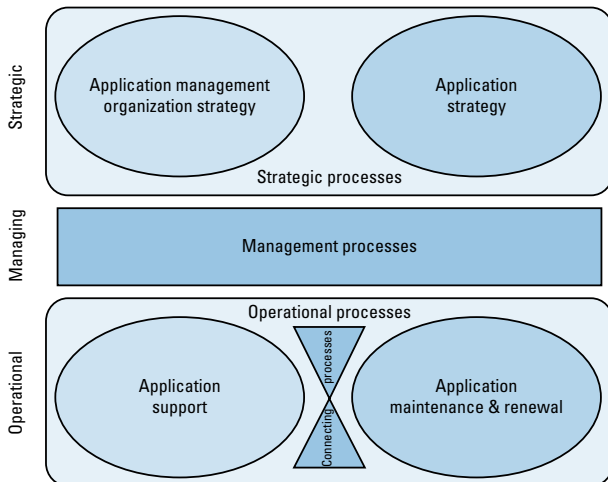 Strategic
Application management
organization strategy
Application
strategy
Strategic processes
Managing
Management processes
Operational
Operational processes
Application
support
Connecting
processes
Application
maintenance & renewal